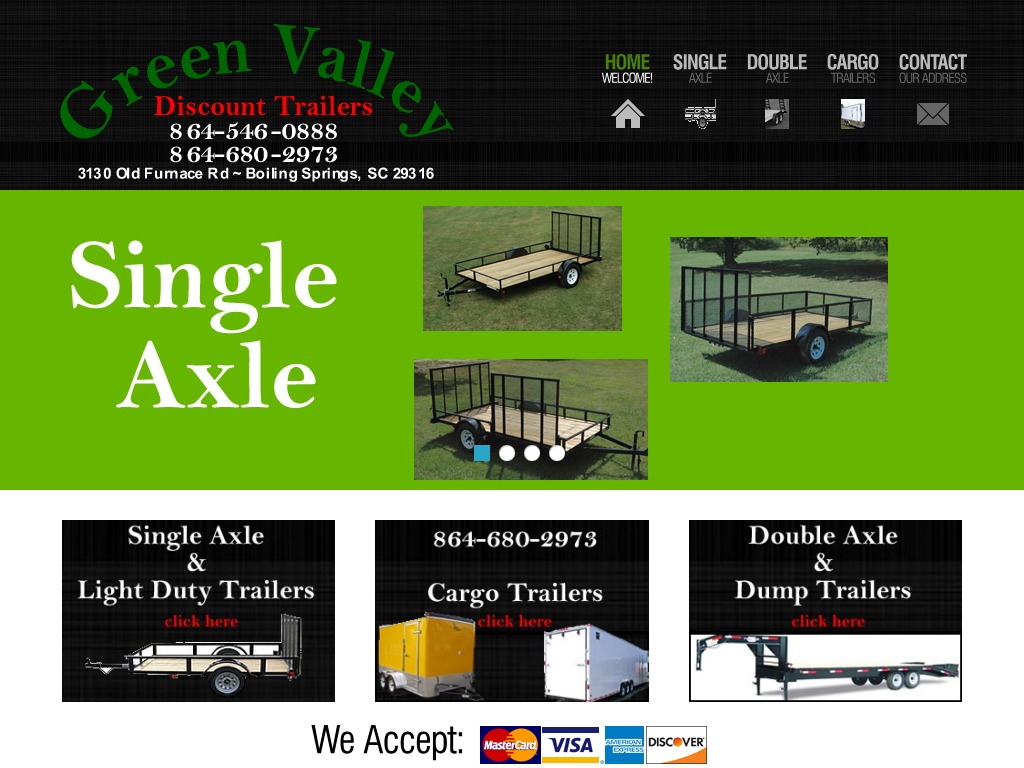 Green Valley
Discount Trailers
864-546-0888
864-680-2973
3130 Old Furnace Rd ~ Boiling Springs, SC 29316
HOME
WELCOME!
SINGLE
AXLE
DOUBLE
AXLE
CARGO
TRAILERS
CONTACT
OUR ADDRESS
Single
Axle
Single Axle
&
Light Duty Trailers
click here
864-680-2973
Cargo Trailers
click here
Double Axle
&
Dump Trailers
click here
We Accept:
MasterCard
VISA
AMERICAN
EXPRESS
DISCOVER